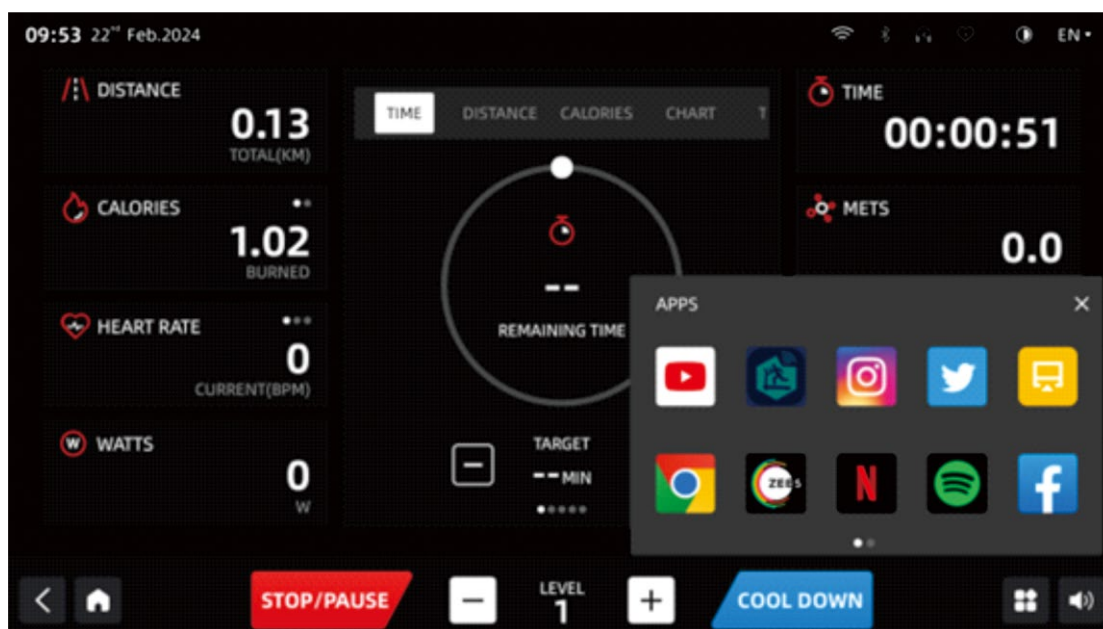 09:53 22nd Feb.2024
EN
DISTANCE
0.13
TOTAL(KM)
CALORIES
1.02
BURNED
HEART RATE
0
CURRENT(BPM)
W WATTS
0
W
TIME DISTANCE CALORIES CHART T
--
REMAINING TIME
TARGET
--MIN
TIME
00:00:51
METS
0.0
APPS
ZEE5
N
f
STOP/PAUSE
LEVEL
1
COOL DOWN